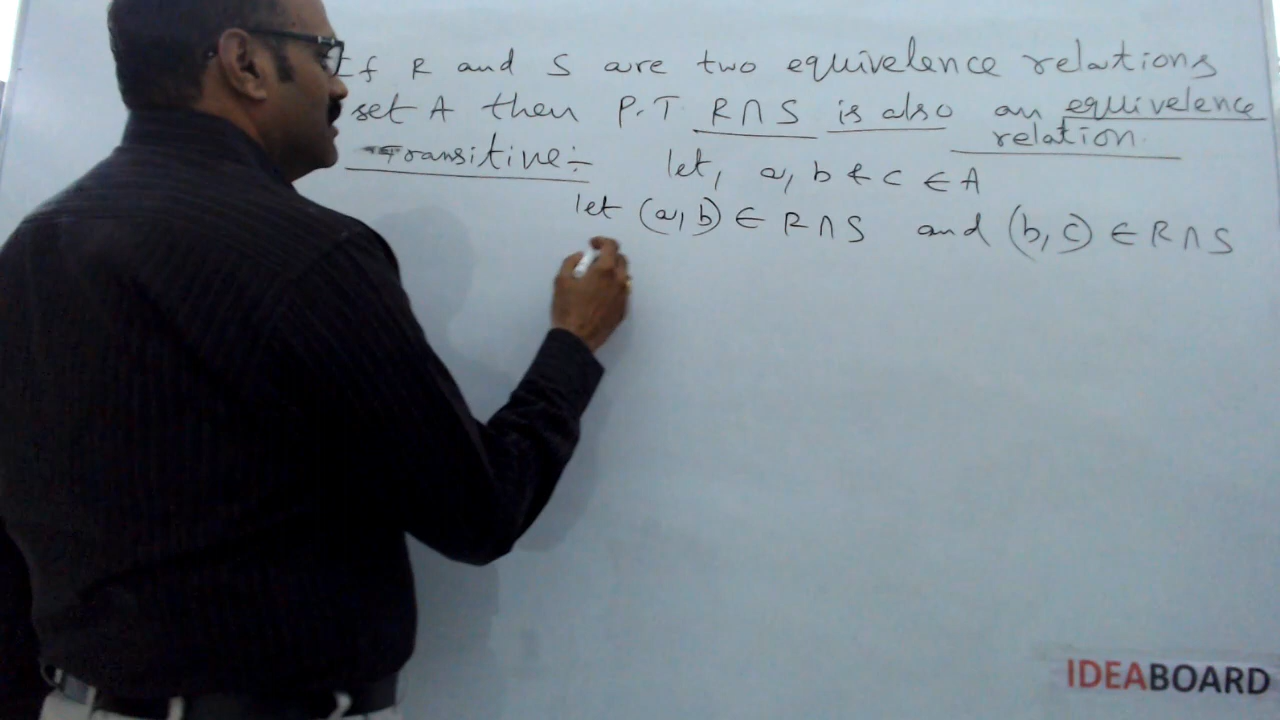 If R and S are two equivelence relations
set A then P.T. R∩S is also an equivelence
relation.
Transitive:- let, a, b & c ∈ A
let (a,b) ∈ R∩S and (b,c) ∈ R∩S
IDEABOARD